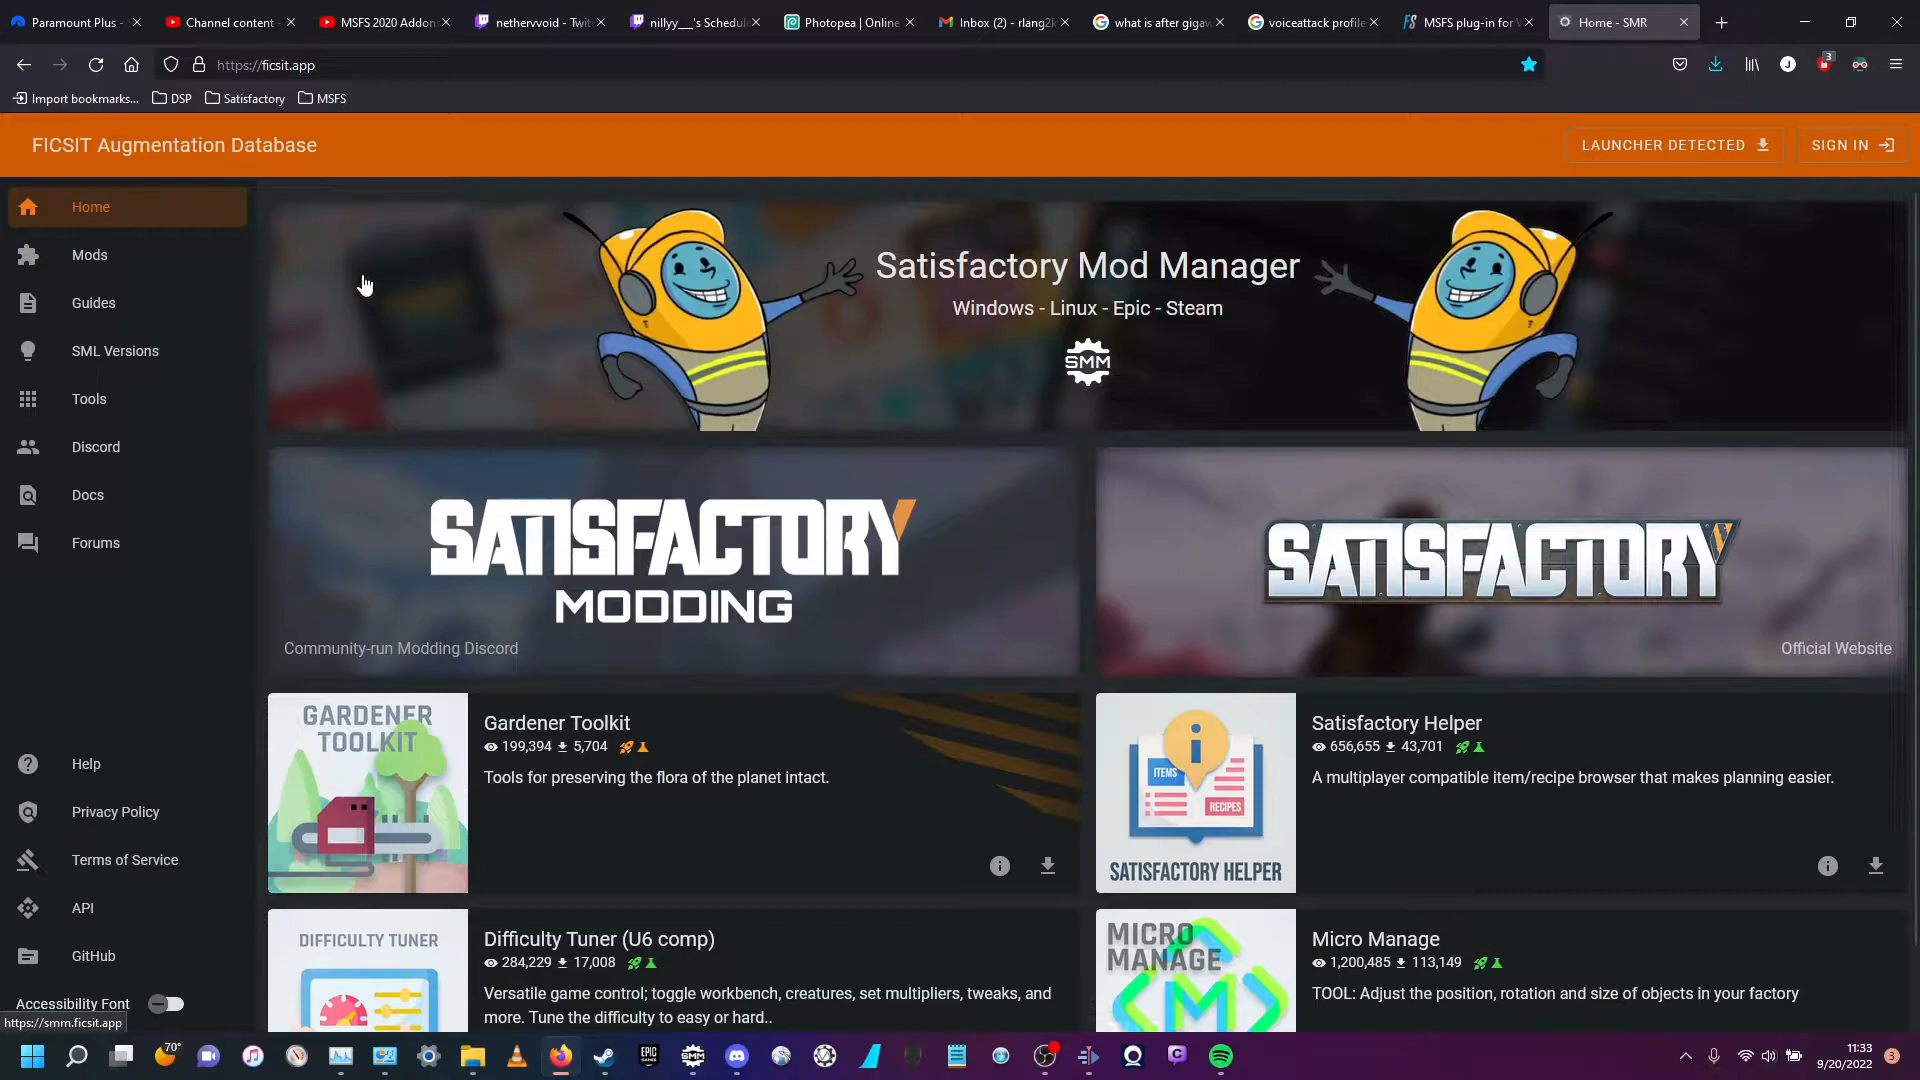 Paramount Plus -
Channel content -
MSFS 2020 Addons
nethervvoid - Twit
nillyy___'s Schedul
Photopea | Online
Inbox (2) - rlang2k
what is after gigaw
voiceattack profile
MSFS plug-in for V
Home - SMR
https://ficsit.app
3
J
Import bookmarks...
DSP
Satisfactory
MSFS
FICSIT Augmentation Database
LAUNCHER DETECTED
SIGN IN
Home
Mods
Guides
SML Versions
Tools
Discord
Docs
Forums
Help
Privacy Policy
Terms of Service
API
GitHub
Accessibility Font
https://smm.ficsit.app
Satisfactory Mod Manager
Windows - Linux - Epic - Steam
SMM
SATISFACTORY
MODDING
Community-run Modding Discord
SATISFACTORY
Official Website
GARDENER
TOOLKIT
Gardener Toolkit
199,394 5,704
Tools for preserving the flora of the planet intact.
ITEMS
RECIPES
SATISFACTORY HELPER
Satisfactory Helper
656,655 43,701
A multiplayer compatible item/recipe browser that makes planning easier.
DIFFICULTY TUNER
Difficulty Tuner (U6 comp)
284,229 17,008
Versatile game control; toggle workbench, creatures, set multipliers, tweaks, and
more. Tune the difficulty to easy or hard..
MICRO
MANAGE
Micro Manage
1,200,485 113,149
TOOL: Adjust the position, rotation and size of objects in your factory
70°
EPIC
GAMES
SMM
11:33
9/20/2022
3